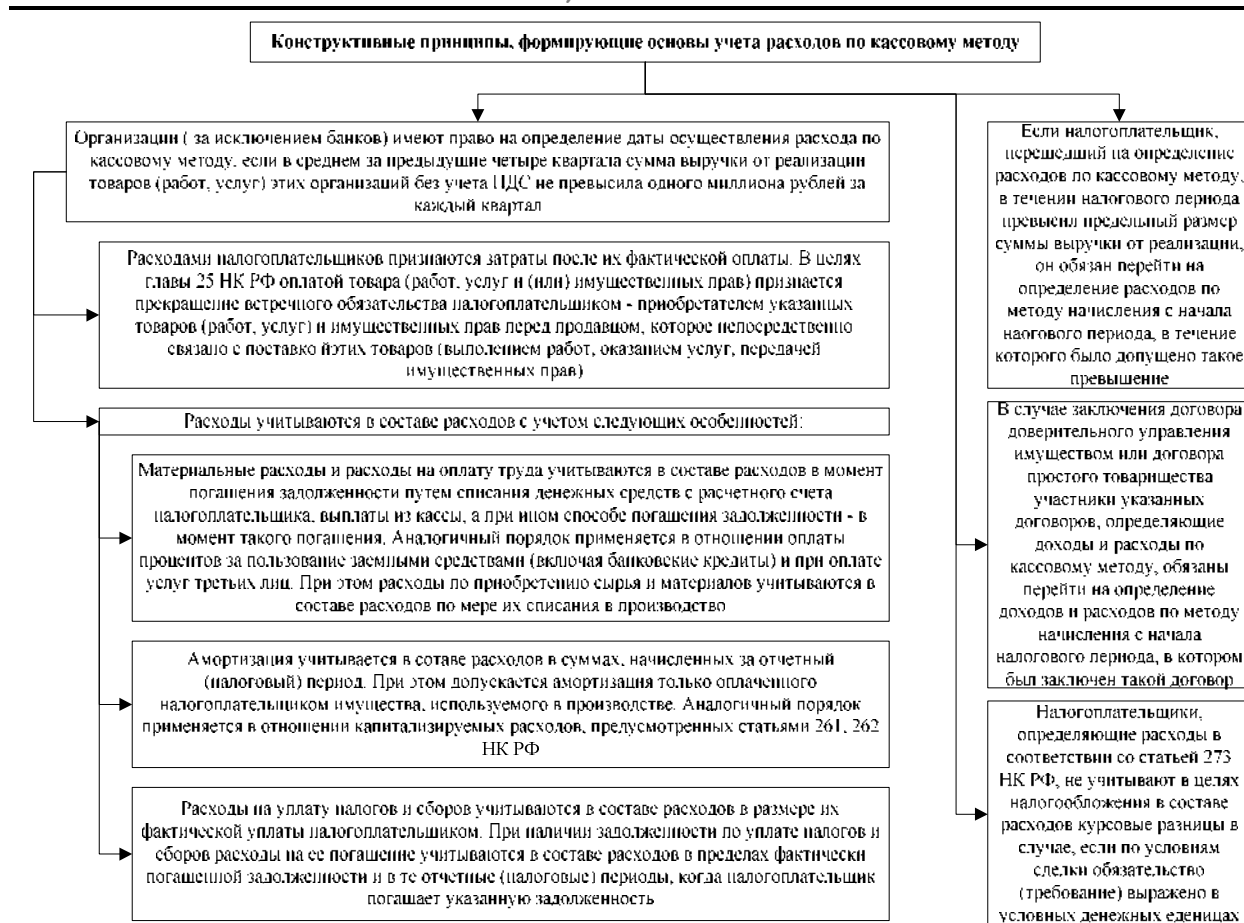 Конструктивные принципы, формирующие основы учета расходов по кассовому методу
Организации ( за исключением банков) имеют право на определение даты осуществления расхода по
кассовому методу, если в среднем за предыдущие четыре квартала сумма выручки от реализации
товаров (работ, услуг) этих организаций без учета НДС не превысила одного миллиона рублей за
каждый квартал
Расходами налогоплательщиков признаются затраты после их фактической оплаты. В целях
главы 25 НК РФ оплатой товара (работ, услуг и (или) имущественных прав) признается
прекращение встречного обязательства налогоплательщиком - приобретателем указанных
товаров (работ, услуг) и имущественных прав перед продавцом, которое непосредственно
связано с поставко йэтих товаров (выполением работ, оказанием услуг, передачей
имущественных прав)
Расходы учитываются в составе расходов с учетом следующих особенностей:
Материальные расходы и расходы на оплату труда учитываются в составе расходов в момент
погашения задолженности путем списания денежных средств с расчетного счета
налогоплательщика, выплаты из кассы, а при ином способе погашения задолженности - в
момент такого погашения. Аналогичный порядок применяется в отношении оплаты
процентов за пользование заемными средствами (включая банковские кредиты) и при оплате
услуг третьих лиц. При этом расходы по приобретению сырья и материалов учитываются в
составе расходов по мере их списания в производство
Амортизация учитывается в сотаве расходов в суммах, начисленных за отчетный
(налоговый) период. При этом допускается амортизация только оплаченного
налогоплательщиком имущества, используемого в производстве. Аналогичный порядок
применяется в отношении капитализируемых расходов, предусмотренных статьями 261, 262
НК РФ
Расходы на уплату налогов и сборов учитываются в составе расходов в размере их
фактической уплаты налогоплательщиком. При наличии задолженности по уплате налогов и
сборов расходы на ее погашение учитываются в составе расходов в пределах фактически
погашенной задолженности и в те отчетные (налоговые) периоды, когда налогоплательщик
погашает указанную задолженность
Если налогоплательщик,
перешедший на определение
расходов по кассовому методу,
в течении налогового периода
превысил предельный размер
суммы выручки от реализации,
он обязан перейти на
определение расходов по
методу начисления с начала
наогового периода, в течение
которого было допущено такое
превышение
В случае заключения договора
доверительного управления
имуществом или договора
простого товарищества
участники указанных
договоров, определяющие
доходы и расходы по
кассовому методу, обязаны
перейти на определение
доходов и расходов по методу
начисления с начала
налогового периода, в котором
был заключен такой договор
Налогоплательщики,
определяющие расходы в
соответствии со статьей 273
НК РФ, не учитывают в целях
налогообложения в составе
расходов курсовые разницы в
случае, если по условиям
сделки обязательство
(требование) выражено в
условных денежных еденицах